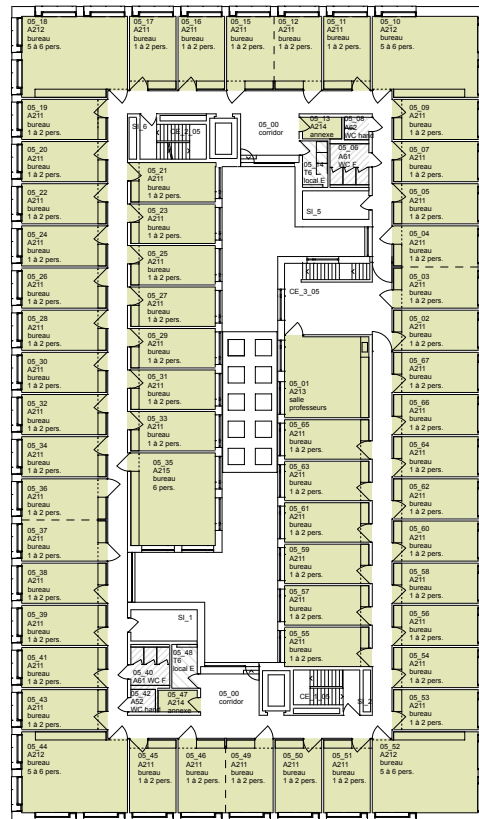 05_18
A212
bureau
5 à 6 pers.
05_17
A211
bureau
1 à 2 pers.
05_16
A211
bureau
1 à 2 pers.
05_15
A211
bureau
1 à 2 pers.
05_12
A211
bureau
1 à 2 pers.
05_11
A211
bureau
1 à 2 pers.
05_10
A212
bureau
5 à 6 pers.
05_19
A211
bureau
1 à 2 pers.
SI_6
CE_2_05
05_00
corridor
05_13
A214
annexe
05_08
A62
WC hand
05_09
A211
bureau
1 à 2 pers.
05_20
A211
bureau
1 à 2 pers.
05_14
T6
local E
05_06
A61
WC F
05_07
A211
bureau
1 à 2 pers.
05_21
A211
bureau
1 à 2 pers.
05_22
A211
bureau
1 à 2 pers.
05_05
A211
bureau
1 à 2 pers.
05_23
A211
bureau
1 à 2 pers.
SI_5
05_24
A211
bureau
1 à 2 pers.
05_04
A211
bureau
1 à 2 pers.
05_25
A211
bureau
1 à 2 pers.
05_26
A211
bureau
1 à 2 pers.
05_03
A211
bureau
1 à 2 pers.
05_27
A211
bureau
1 à 2 pers.
CE_3_05
05_28
A211
bureau
1 à 2 pers.
05_02
A211
bureau
1 à 2 pers.
05_29
A211
bureau
1 à 2 pers.
05_30
A211
bureau
1 à 2 pers.
05_67
A211
bureau
1 à 2 pers.
05_31
A211
bureau
1 à 2 pers.
05_01
A213
salle
professeurs
05_32
A211
bureau
1 à 2 pers.
05_66
A211
bureau
1 à 2 pers.
05_33
A211
bureau
1 à 2 pers.
05_65
A211
bureau
1 à 2 pers.
05_34
A211
bureau
1 à 2 pers.
05_64
A211
bureau
1 à 2 pers.
05_35
A215
bureau
6 pers.
05_63
A211
bureau
1 à 2 pers.
05_36
A211
bureau
1 à 2 pers.
05_62
A211
bureau
1 à 2 pers.
05_61
A211
bureau
1 à 2 pers.
05_37
A211
bureau
1 à 2 pers.
05_60
A211
bureau
1 à 2 pers.
05_59
A211
bureau
1 à 2 pers.
05_38
A211
bureau
1 à 2 pers.
05_58
A211
bureau
1 à 2 pers.
05_57
A211
bureau
1 à 2 pers.
05_39
A211
bureau
1 à 2 pers.
SI_1
05_56
A211
bureau
1 à 2 pers.
05_55
A211
bureau
1 à 2 pers.
05_41
A211
bureau
1 à 2 pers.
05_40
A61 WC F
05_48
T6
local E
05_54
A211
bureau
1 à 2 pers.
05_43
A211
bureau
1 à 2 pers.
05_42
A52
WC hand
05_47
A214
annexe
05_00
corridor
CE_1_05
SI_2
05_53
A211
bureau
1 à 2 pers.
05_44
A212
bureau
5 à 6 pers.
05_45
A211
bureau
1 à 2 pers.
05_46
A211
bureau
1 à 2 pers.
05_49
A211
bureau
1 à 2 pers.
05_50
A211
bureau
1 à 2 pers.
05_51
A211
bureau
1 à 2 pers.
05_52
A212
bureau
5 à 6 pers.